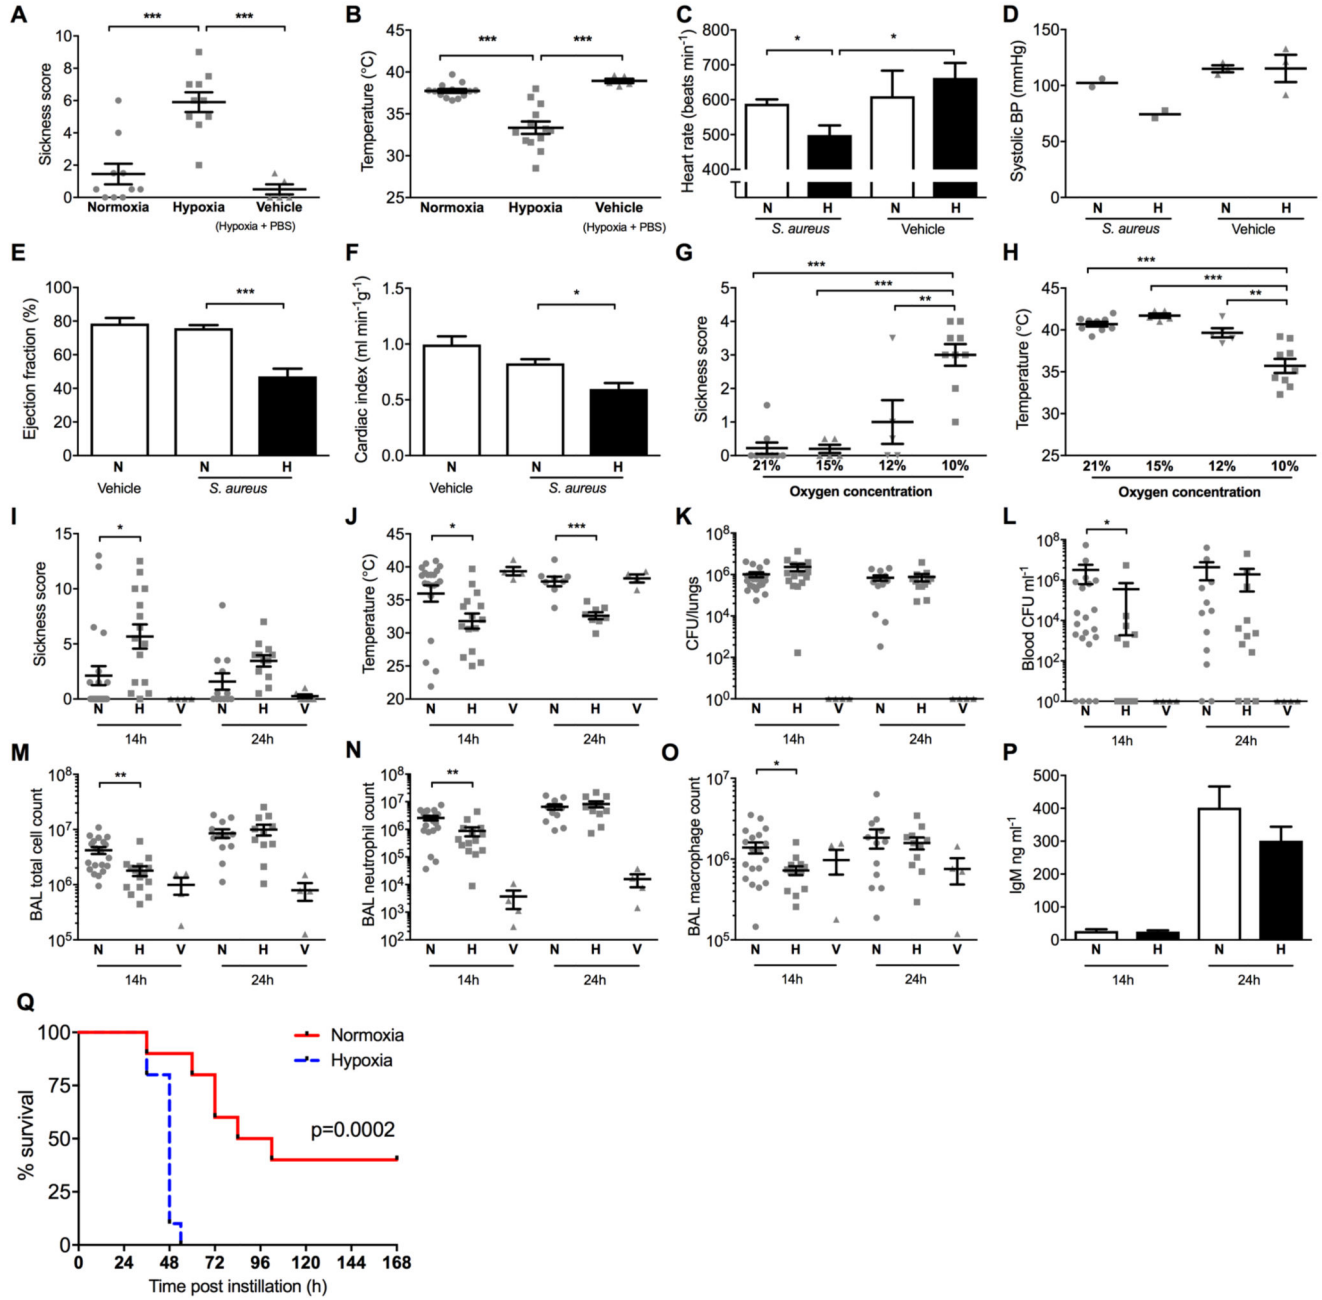 A
Sickness score
10
8
6
4
2
0
***
***
Normoxia Hypoxia Vehicle
(Hypoxia + PBS)
B
Temperature (°C)
45
40
35
30
25
***
***
Normoxia Hypoxia Vehicle
(Hypoxia + PBS)
C
Heart rate (beats min⁻¹)
800
700
600
500
400
*
*
N H N H
S. aureus Vehicle
D
Systolic BP (mmHg)
150
100
50
0
N H N H
S. aureus Vehicle
E
Ejection fraction (%)
100
80
60
40
20
0
***
N N H
Vehicle S. aureus
F
Cardiac index (ml min⁻¹g⁻¹)
1.5
1.0
0.5
0.0
*
N N H
Vehicle S. aureus
G
Sickness score
5
4
3
2
1
0
***
***
**
21% 15% 12% 10%
Oxygen concentration
H
Temperature (°C)
45
40
35
30
25
***
***
**
21% 15% 12% 10%
Oxygen concentration
I
Sickness score
15
10
5
0
*
N H V N H V
14h 24h
J
Temperature (°C)
45
40
35
30
25
20
*
***
N H V N H V
14h 24h
K
CFU/lungs
10⁸
10⁶
10⁴
10²
10⁰
N H V N H V
14h 24h
L
Blood CFU ml⁻¹
10⁸
10⁶
10⁴
10²
10⁰
*
N H V N H V
14h 24h
M
BAL total cell count
10⁸
10⁷
10⁶
10⁵
**
N H V N H V
14h 24h
N
BAL neutrophil count
10⁸
10⁷
10⁶
10⁵
10⁴
10³
10²
**
N H V N H V
14h 24h
O
BAL macrophage count
10⁷
10⁶
10⁵
*
N H V N H V
14h 24h
P
IgM ng ml⁻¹
500
400
300
200
100
0
N H N H
14h 24h
Q
% survival
100
75
50
25
0
Normoxia
Hypoxia
p=0.0002
0 24 48 72 96 120 144 168
Time post instillation (h)